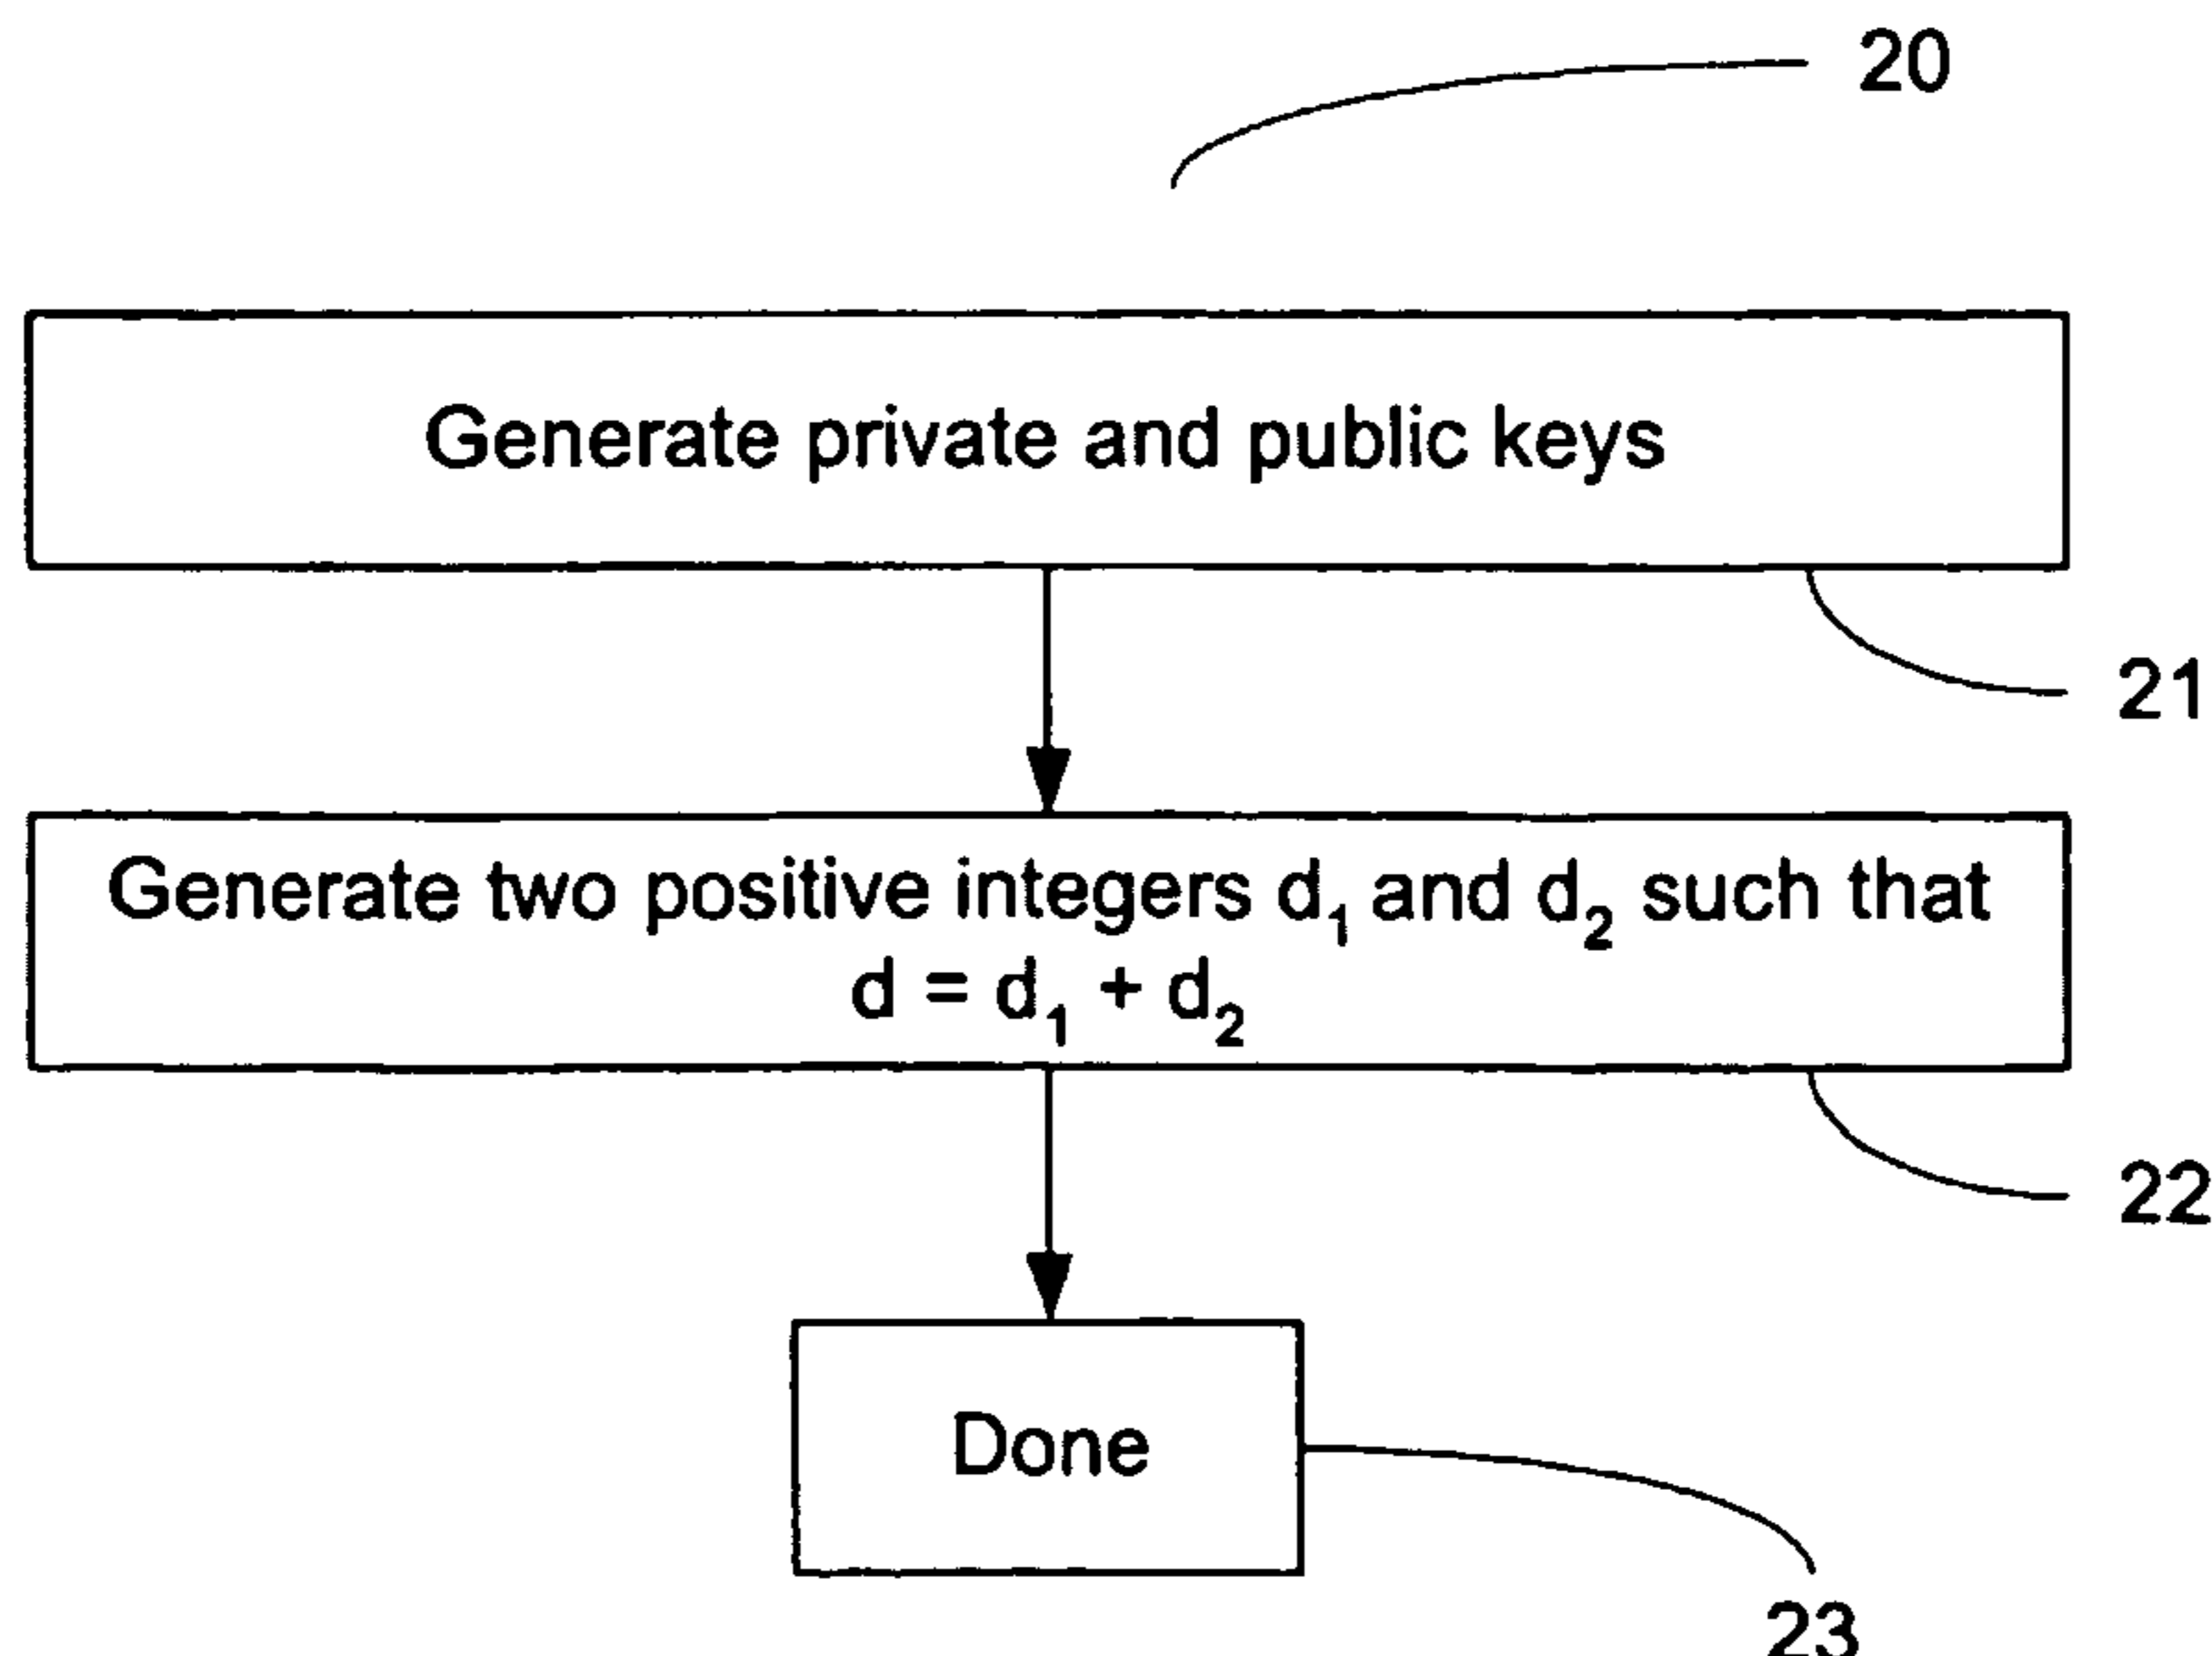 20
Generate private and public keys
21
Generate two positive integers d₁ and d₂ such that
d = d₁ + d₂
22
Done
23